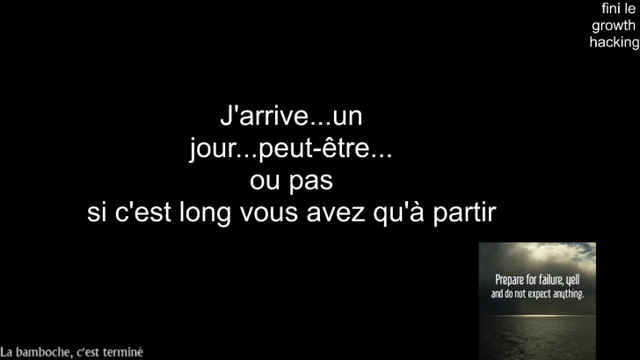 fini le
growth
hacking
J'arrive...un
jour...peut-être...
ou pas
si c'est long vous avez qu'à partir
Prepare for failure, yell
and do not expect anything.
La bamboche, c'est terminé